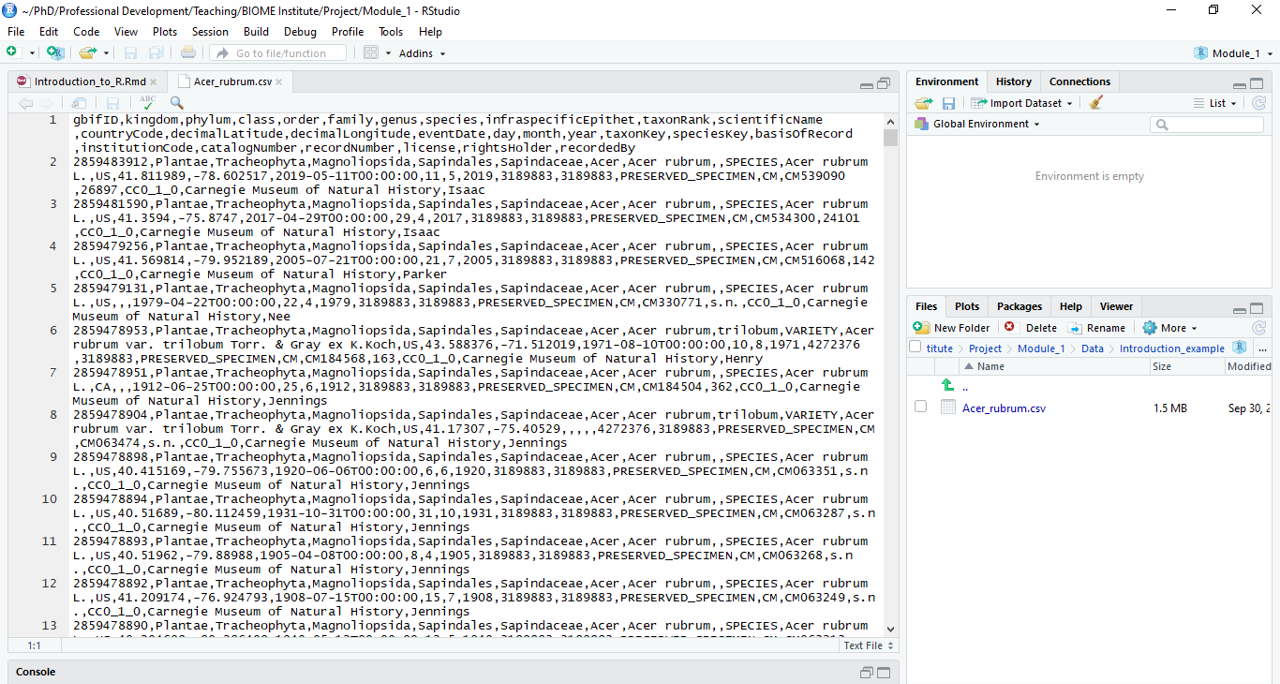 ~/PhD/Professional Development/Teaching/BIOME Institute/Project/Module_1 - RStudio
File Edit Code View Plots Session Build Debug Profile Tools Help
Go to file/function Addins Module_1
Introduction_to_R.Rmd Acer_rubrum.csv
ABC
1 gbifID,kingdom,phylum,class,order,family,genus,species,infraspecificEpithet,taxonRank,scientificName
,countryCode,decimalLatitude,decimalLongitude,eventDate,day,month,year,taxonKey,speciesKey,basisOfRecord
,institutionCode,catalogNumber,recordNumber,license,rightsHolder,recordedBy
2 2859483912,Plantae,Tracheophyta,Magnoliopsida,Sapindales,Sapindaceae,Acer,Acer rubrum,,SPECIES,Acer rubrum
L.,US,41.811989,-78.602517,2019-05-11T00:00:00,11,5,2019,3189883,3189883,PRESERVED_SPECIMEN,CM,CM539090
,26897,CC0_1_0,Carnegie Museum of Natural History,Isaac
3 2859481590,Plantae,Tracheophyta,Magnoliopsida,Sapindales,Sapindaceae,Acer,Acer rubrum,,SPECIES,Acer rubrum
L.,US,41.3594,-75.8747,2017-04-29T00:00:00,29,4,2017,3189883,3189883,PRESERVED_SPECIMEN,CM,CM534300,24101
,CC0_1_0,Carnegie Museum of Natural History,Isaac
4 2859479256,Plantae,Tracheophyta,Magnoliopsida,Sapindales,Sapindaceae,Acer,Acer rubrum,,SPECIES,Acer rubrum
L.,US,41.569814,-79.952189,2005-07-21T00:00:00,21,7,2005,3189883,3189883,PRESERVED_SPECIMEN,CM,CM516068,142
,CC0_1_0,Carnegie Museum of Natural History,Parker
5 2859479131,Plantae,Tracheophyta,Magnoliopsida,Sapindales,Sapindaceae,Acer,Acer rubrum,,SPECIES,Acer rubrum
L.,US,,,1979-04-22T00:00:00,22,4,1979,3189883,3189883,PRESERVED_SPECIMEN,CM,CM330771,s.n.,CC0_1_0,Carnegie
Museum of Natural History,Nee
6 2859478953,Plantae,Tracheophyta,Magnoliopsida,Sapindales,Sapindaceae,Acer,Acer rubrum,trilobum,VARIETY,Acer
rubrum var. trilobum Torr. & Gray ex K.Koch,US,43.588376,-71.512019,1971-08-10T00:00:00,10,8,1971,4272376
,3189883,PRESERVED_SPECIMEN,CM,CM184568,163,CC0_1_0,Carnegie Museum of Natural History,Henry
7 2859478951,Plantae,Tracheophyta,Magnoliopsida,Sapindales,Sapindaceae,Acer,Acer rubrum,,SPECIES,Acer rubrum
L.,CA,,,1912-06-25T00:00:00,25,6,1912,3189883,3189883,PRESERVED_SPECIMEN,CM,CM184504,362,CC0_1_0,Carnegie
Museum of Natural History,Jennings
8 2859478904,Plantae,Tracheophyta,Magnoliopsida,Sapindales,Sapindaceae,Acer,Acer rubrum,trilobum,VARIETY,Acer
rubrum var. trilobum Torr. & Gray ex K.Koch,US,41.17307,-75.40529,,,,,4272376,3189883,PRESERVED_SPECIMEN,CM
,CM063474,s.n.,CC0_1_0,Carnegie Museum of Natural History,Jennings
9 2859478898,Plantae,Tracheophyta,Magnoliopsida,Sapindales,Sapindaceae,Acer,Acer rubrum,,SPECIES,Acer rubrum
L.,US,40.415169,-79.755673,1920-06-06T00:00:00,6,6,1920,3189883,3189883,PRESERVED_SPECIMEN,CM,CM063351,s.n
.,CC0_1_0,Carnegie Museum of Natural History,Jennings
10 2859478894,Plantae,Tracheophyta,Magnoliopsida,Sapindales,Sapindaceae,Acer,Acer rubrum,,SPECIES,Acer rubrum
L.,US,40.51689,-80.112459,1931-10-31T00:00:00,31,10,1931,3189883,3189883,PRESERVED_SPECIMEN,CM,CM063287,s.n
.,CC0_1_0,Carnegie Museum of Natural History,Jennings
11 2859478893,Plantae,Tracheophyta,Magnoliopsida,Sapindales,Sapindaceae,Acer,Acer rubrum,,SPECIES,Acer rubrum
L.,US,40.51962,-79.88988,1905-04-08T00:00:00,8,4,1905,3189883,3189883,PRESERVED_SPECIMEN,CM,CM063268,s.n
.,CC0_1_0,Carnegie Museum of Natural History,Jennings
12 2859478892,Plantae,Tracheophyta,Magnoliopsida,Sapindales,Sapindaceae,Acer,Acer rubrum,,SPECIES,Acer rubrum
L.,US,41.209174,-76.924793,1908-07-15T00:00:00,15,7,1908,3189883,3189883,PRESERVED_SPECIMEN,CM,CM063249,s.n
.,CC0_1_0,Carnegie Museum of Natural History,Jennings
13 2859478890,Plantae,Tracheophyta,Magnoliopsida,Sapindales,Sapindaceae,Acer,Acer rubrum,,SPECIES,Acer rubrum
1:1 Text File
Console
Environment History Connections
Import Dataset List
Global Environment
Environment is empty
Files Plots Packages Help Viewer
New Folder Delete Rename More
titute > Project > Module_1 > Data > Introduction_example ...
Name Size Modified
..
Acer_rubrum.csv 1.5 MB Sep 30, 2